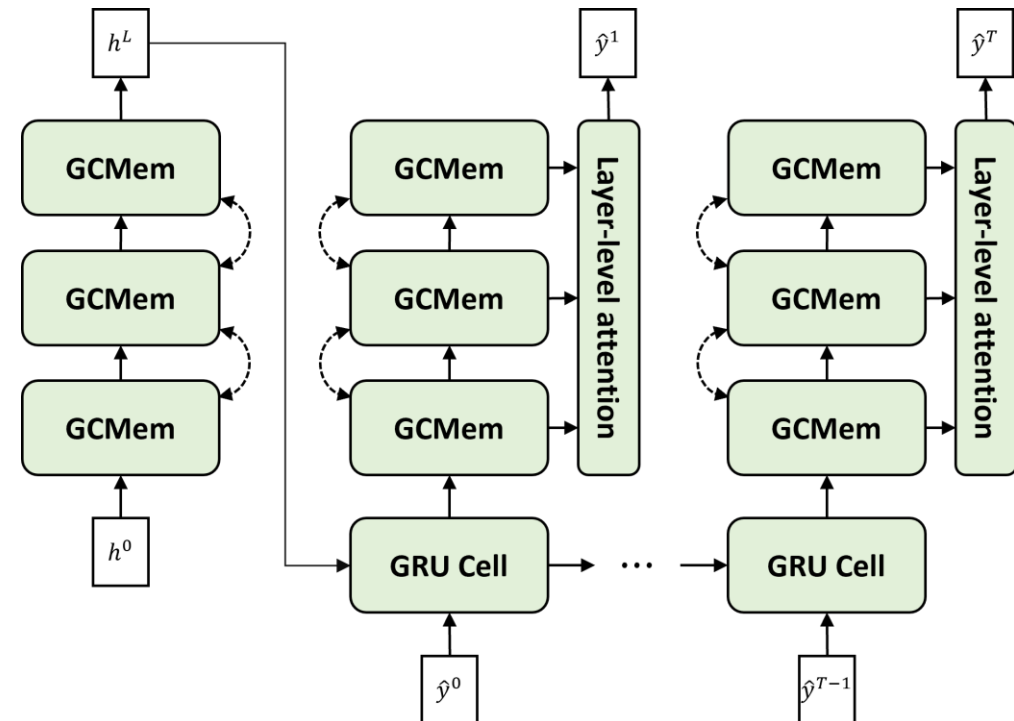 h^L
GCMem
GCMem
GCMem
h^0
ŷ^1
GCMem
GCMem
GCMem
Layer-level attention
GRU Cell
ŷ^0
...
ŷ^T
GCMem
GCMem
GCMem
Layer-level attention
GRU Cell
ŷ^{T-1}